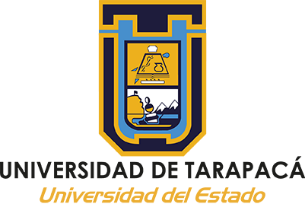 UNIVERSIDAD DE TARAPACÁ
Universidad del Estado